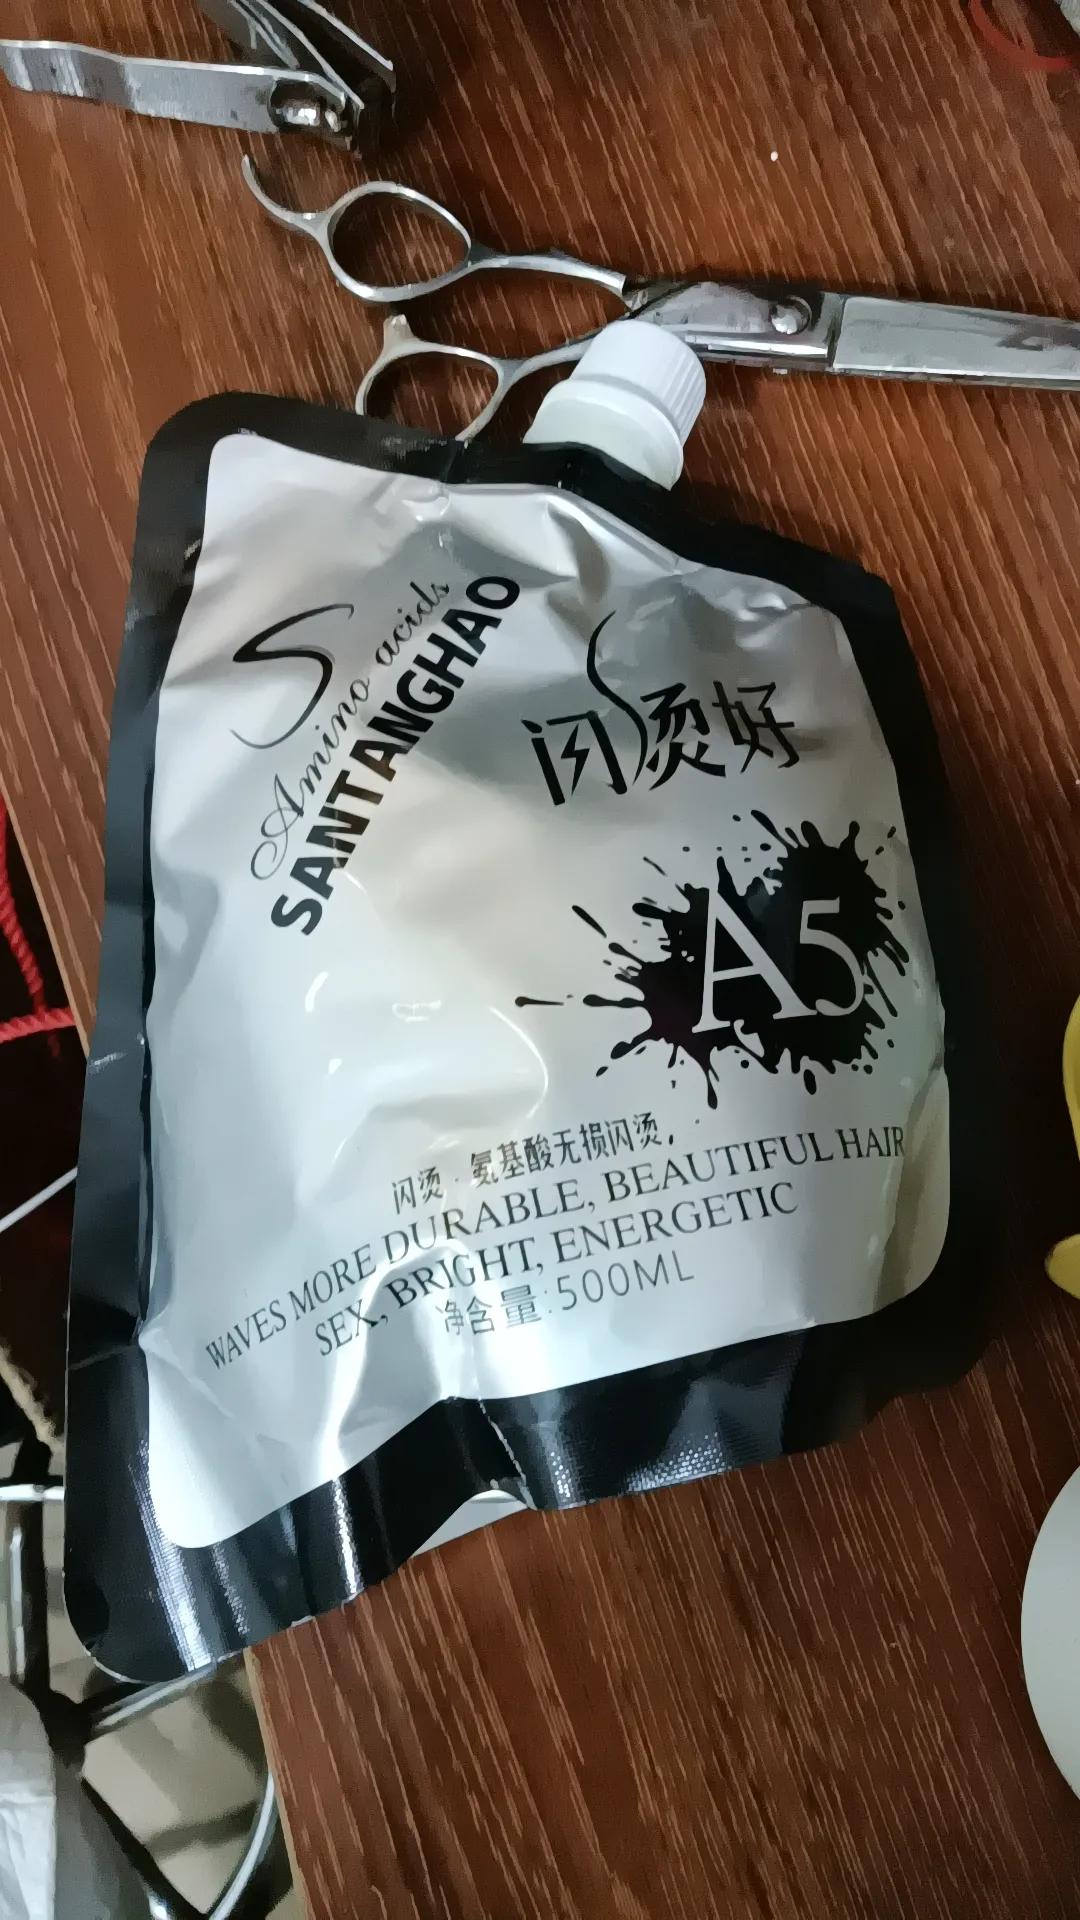 S
Amino acids
SANTANGHAO
闪烫好
A5
闪烫·氨基酸无损闪烫,
WAVES MORE DURABLE, BEAUTIFUL HAIR
SEX, BRIGHT, ENERGETIC
净含量:500ML